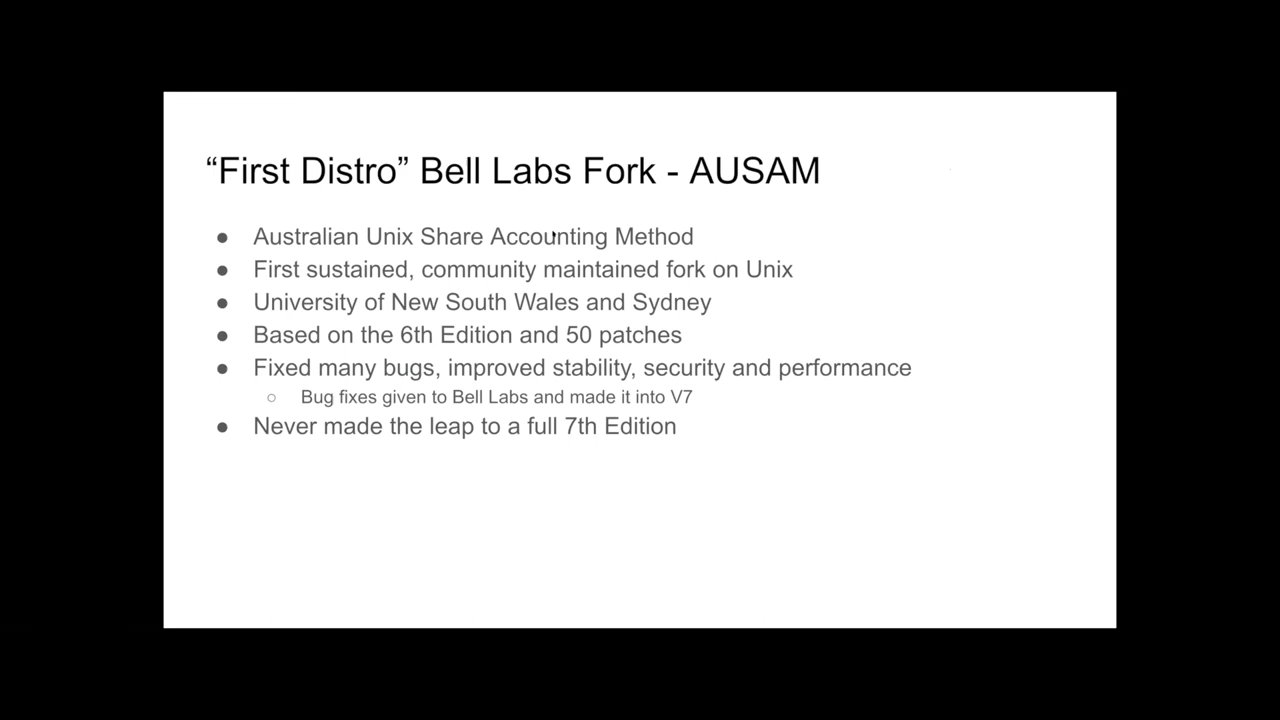 “First Distro” Bell Labs Fork - AUSAM
● Australian Unix Share Accounting Method
● First sustained, community maintained fork on Unix
● University of New South Wales and Sydney
● Based on the 6th Edition and 50 patches
● Fixed many bugs, improved stability, security and performance
○ Bug fixes given to Bell Labs and made it into V7
● Never made the leap to a full 7th Edition